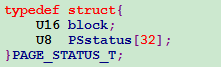 typedef struct{
    U16 block;
    U8  PSstatus[32];
}PAGE_STATUS_T;